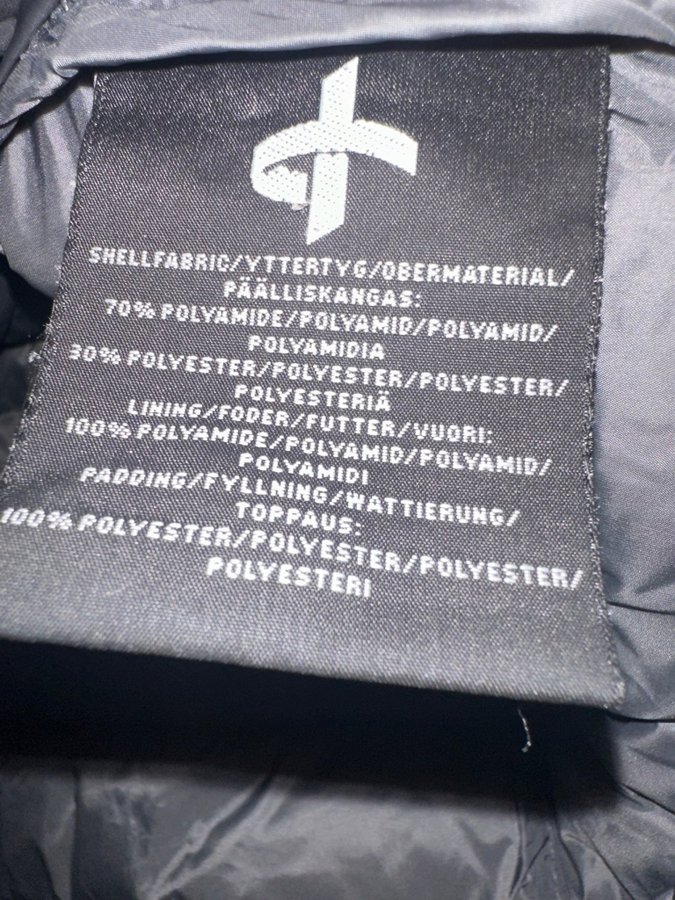 SHELLFABRIC/YTTERTYG/OBERMATERIAL/
PÄÄLLISKANGAS:
70% POLYAMIDE/POLYAMID/POLYAMID/
POLYAMIDIA
30% POLYESTER/POLYESTER/POLYESTER/
POLYESTERIÄ
LINING/FODER/FUTTER/VUORI:
100% POLYAMIDE/POLYAMID/POLYAMID/
POLYAMIDI
PADDING/FYLLNING/WATTIERUNG/
TOPPAUS:
100% POLYESTER/POLYESTER/POLYESTER/
POLYESTERI